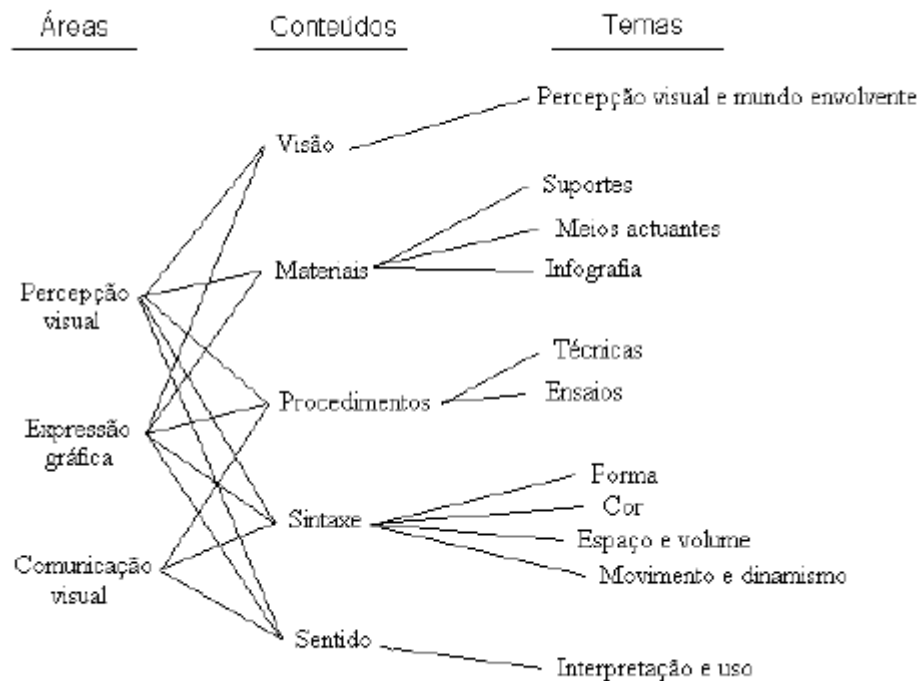 Áreas
Conteúdos
Temas
Percepção visual e mundo envolvente
Visão
Suportes
Meios actuantes
Materiais
Infografia
Percepção
visual
Técnicas
Procedimentos
Ensaios
Expressão
gráfica
Forma
Cor
Sintaxe
Espaço e volume
Movimento e dinamismo
Comunicação
visual
Sentido
Interpretação e uso